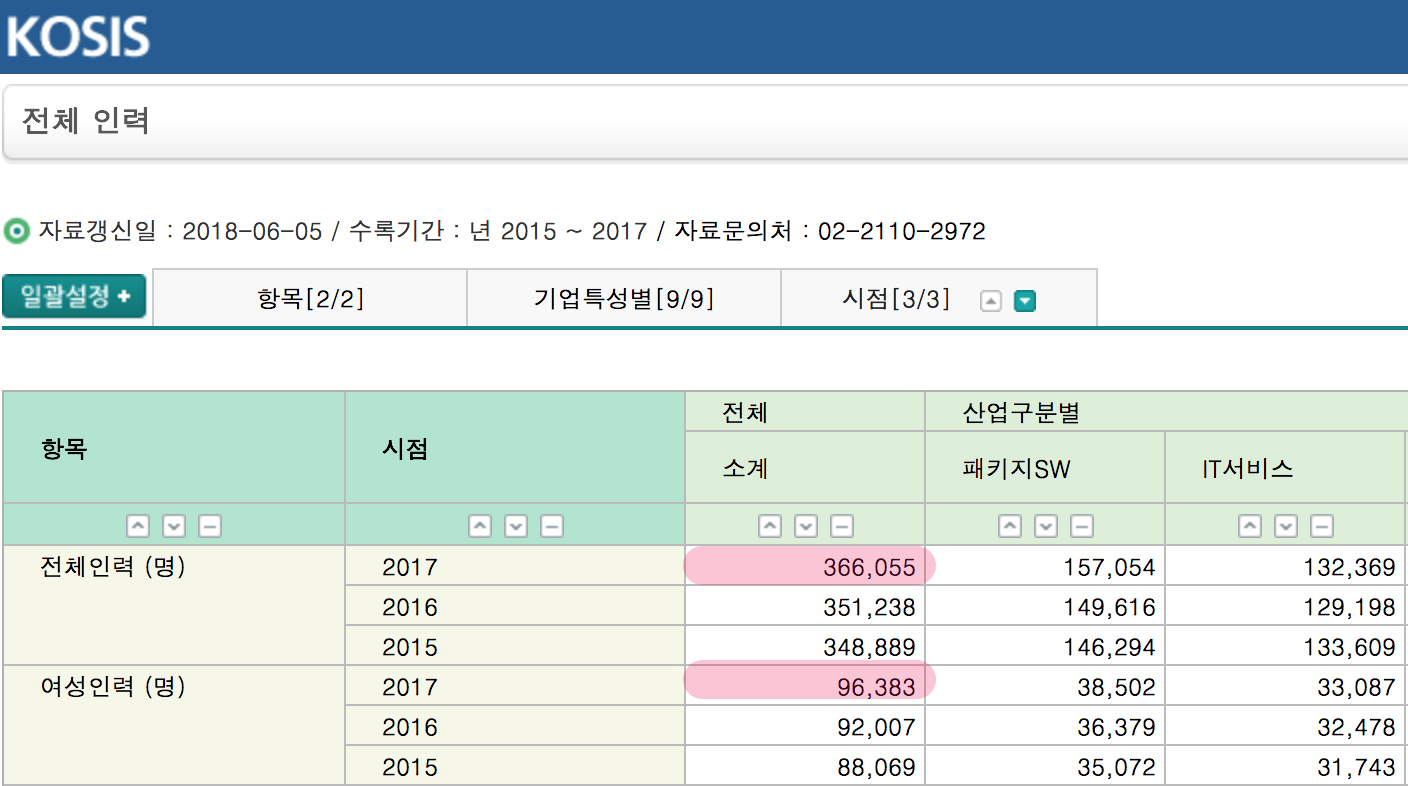 KOSIS
전체 인력
자료갱신일 : 2018-06-05 / 수록기간 : 년 2015 ~ 2017 / 자료문의처 : 02-2110-2972
일괄설정 + 항목[2/2] 기업특성별[9/9] 시점[3/3]
항목 시점 전체 산업구분별
소계 패키지SW IT서비스
전체인력 (명) 2017 366,055 157,054 132,369
2016 351,238 149,616 129,198
2015 348,889 146,294 133,609
여성인력 (명) 2017 96,383 38,502 33,087
2016 92,007 36,379 32,478
2015 88,069 35,072 31,743